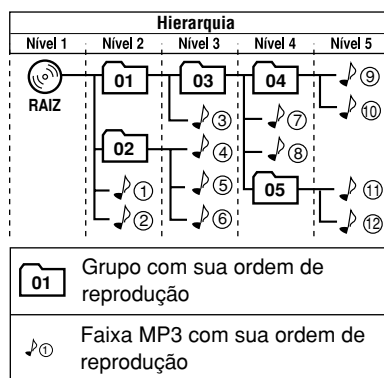 Hierarquia
Nível 1 Nível 2 Nível 3 Nível 4 Nível 5
01 03 04 ⑨
RAIZ ⑩
③ ⑦
02 ④ ⑧
① ⑤ 05 ⑪
② ⑥ ⑫
01 Grupo com sua ordem de
reprodução
① Faixa MP3 com sua ordem de
reprodução